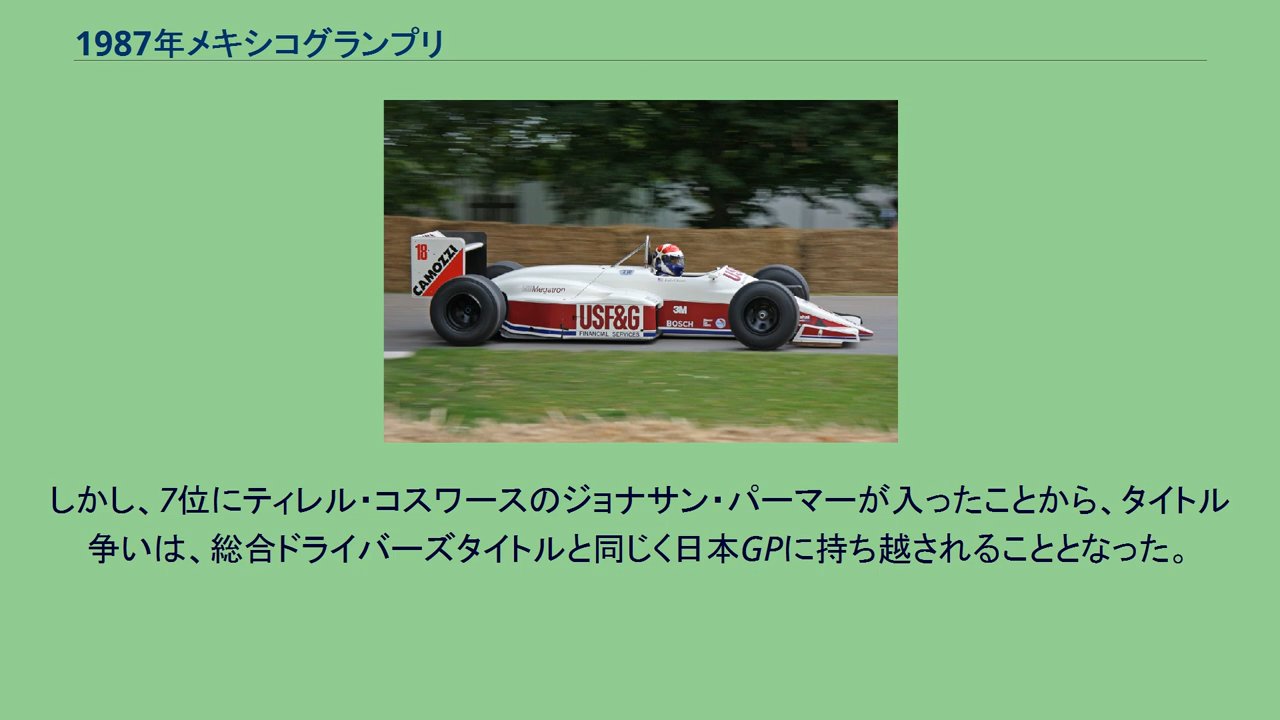 1987年メキシコグランプリ
18
CAMOZZI
Megatron
USF&G
FINANCIAL SERVICES
3M
BOSCH
しかし、7位にティレル・コスワースのジョナサン・パーマーが入ったことから、タイトル
争いは、総合ドライバーズタイトルと同じく日本GPに持ち越されることとなった。